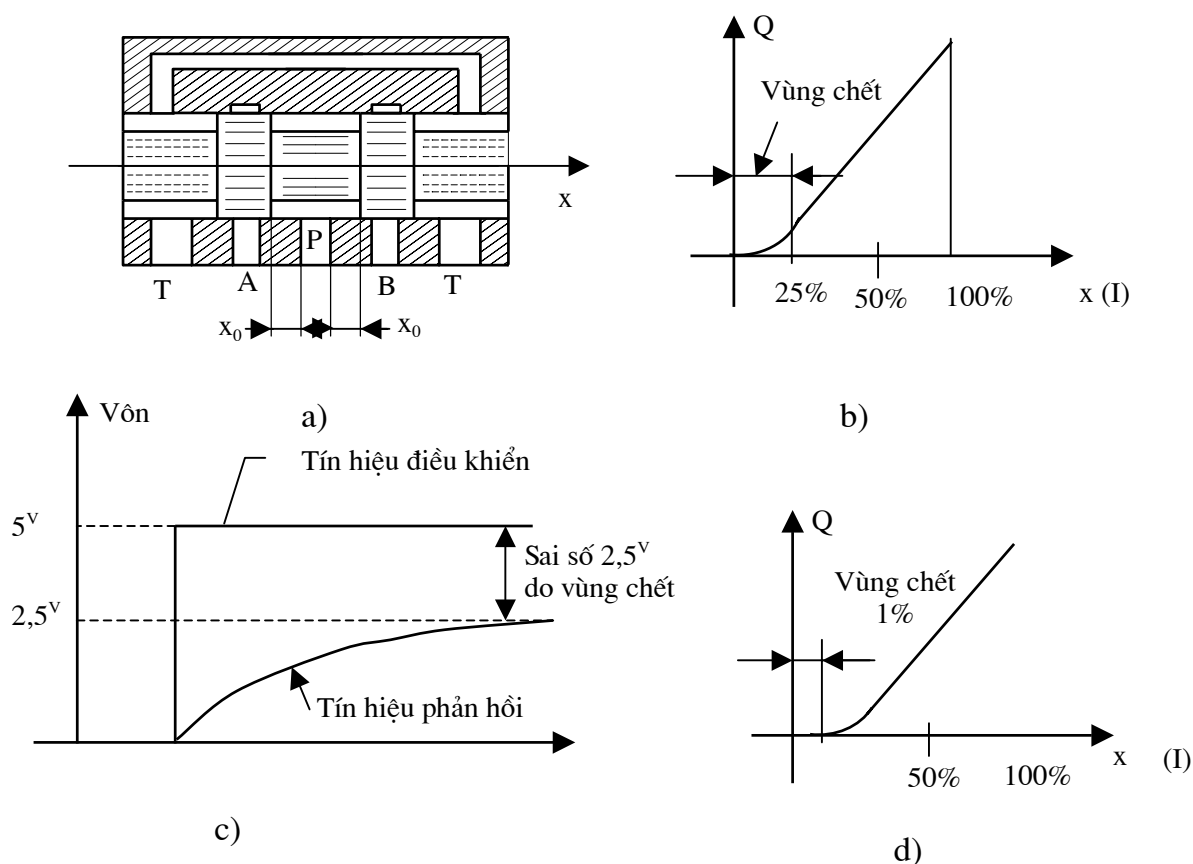 x
P
T
A
B
T
x₀
x₀
a)
Q
Vùng chết
25%
50%
100%
x (I)
b)
Vôn
Tín hiệu điều khiển
5ⱽ
Sai số 2,5ⱽ
do vùng chết
2,5ⱽ
Tín hiệu phản hồi
c)
Q
Vùng chết
1%
50%
100%
x
(I)
d)